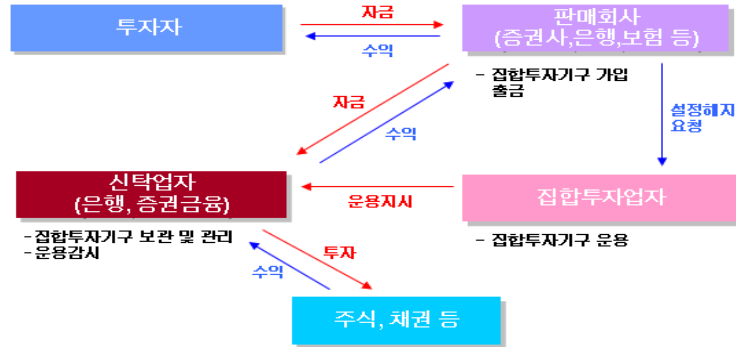 투자자
자금
수익
판매회사
(증권사,은행,보험 등)
- 집합투자기구 가입
출금
자금
수익
설정해지
요청
신탁업자
(은행, 증권금융)
운용지시
집합투자업자
-집합투자기구 보관 및 관리
-운용감시
- 집합투자기구 운용
투자
수익
주식, 채권 등